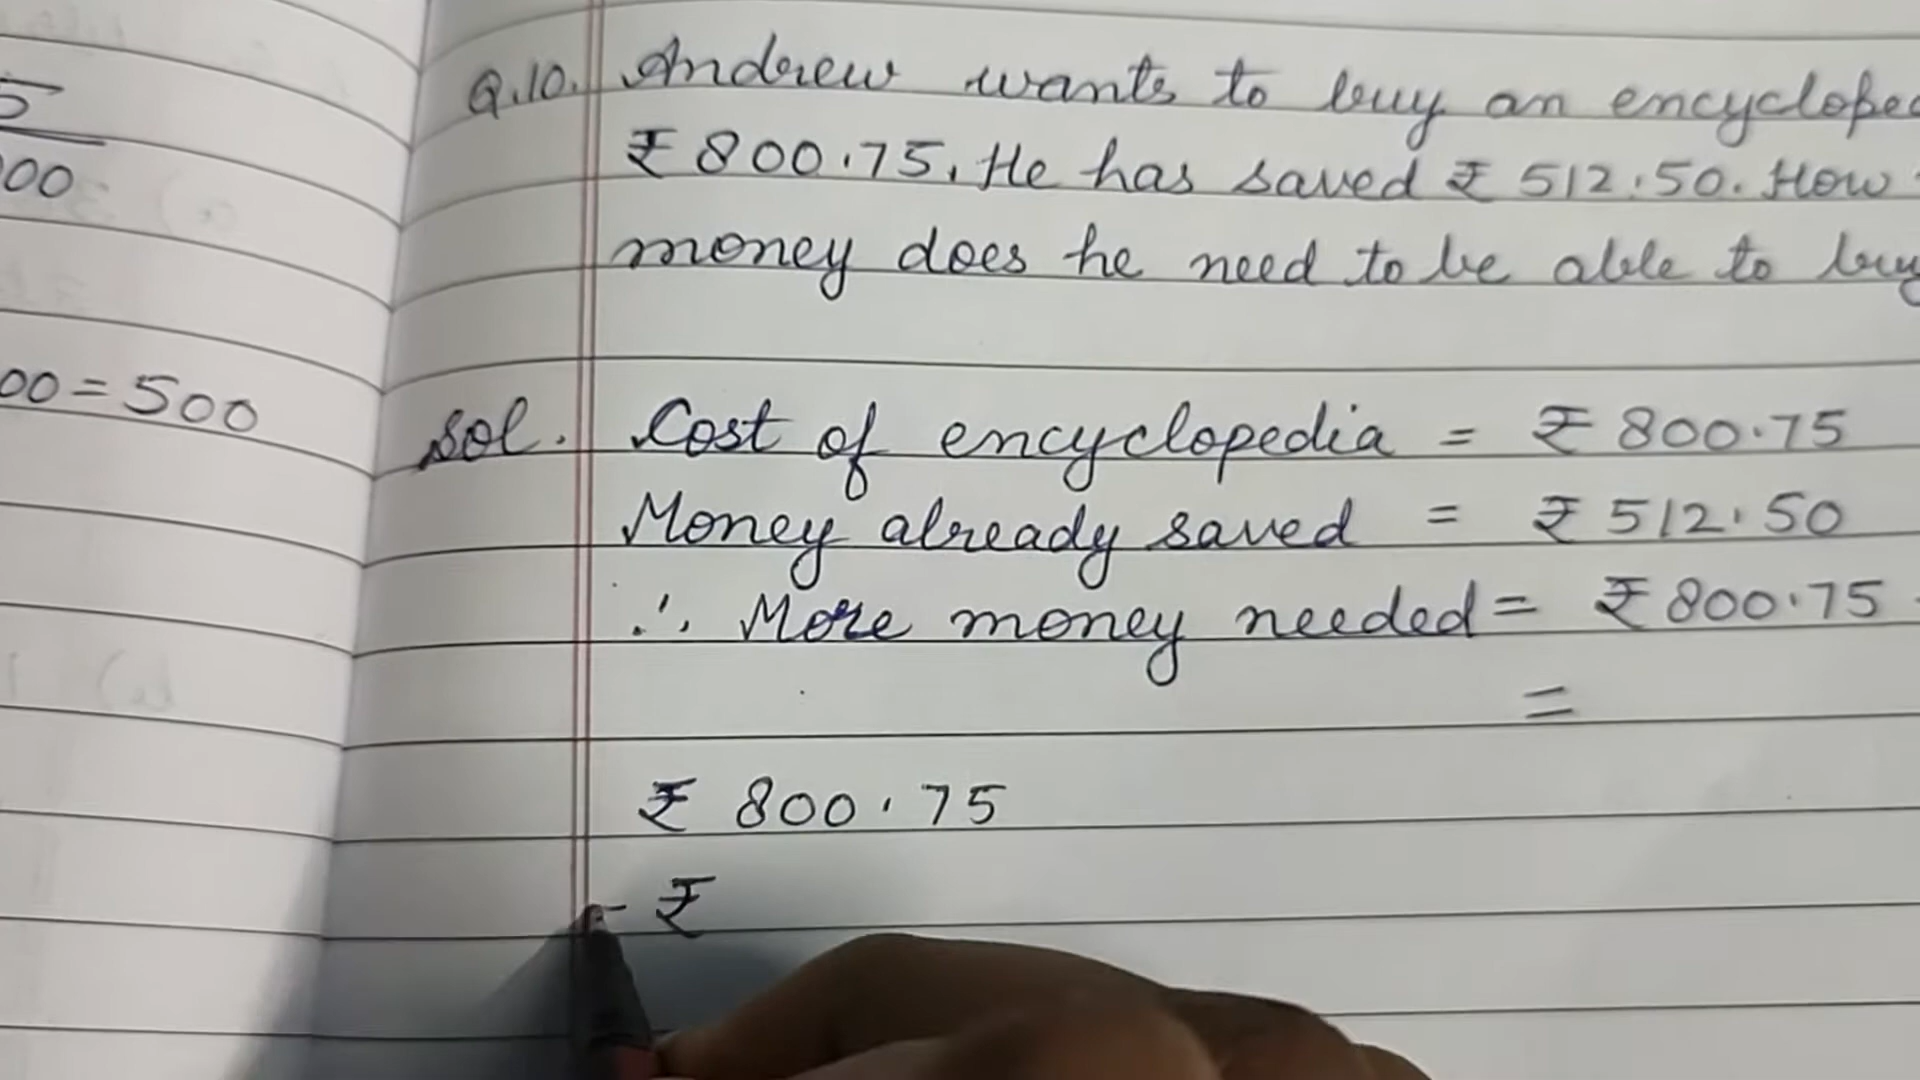 5
00
00 = 500
Q.10. Andrew wants to buy an encycloped
₹ 800.75. He has saved ₹ 512.50. How
money does he need to be able to buy
Sol. Cost of encyclopedia = ₹ 800.75
Money already saved = ₹ 512.50
∴ More money needed = ₹ 800.75
=
₹ 800.75
- ₹